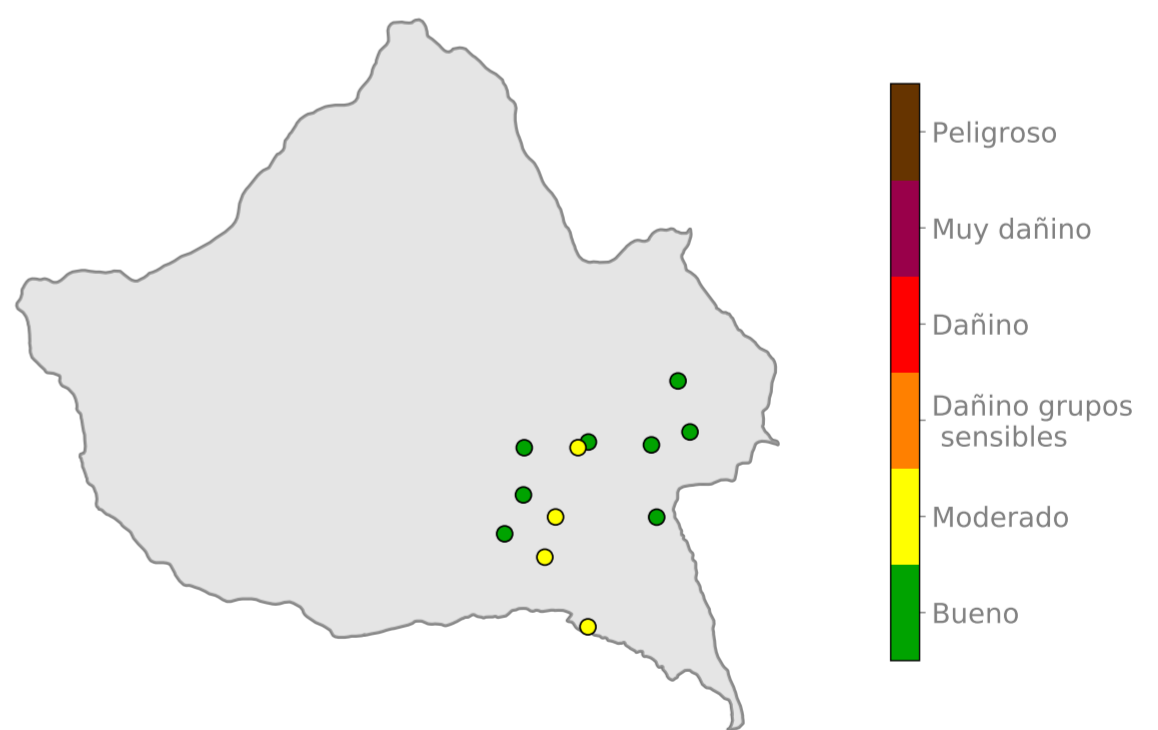 Peligroso
Muy dañino
Dañino
Dañino grupos
sensibles
Moderado
Bueno